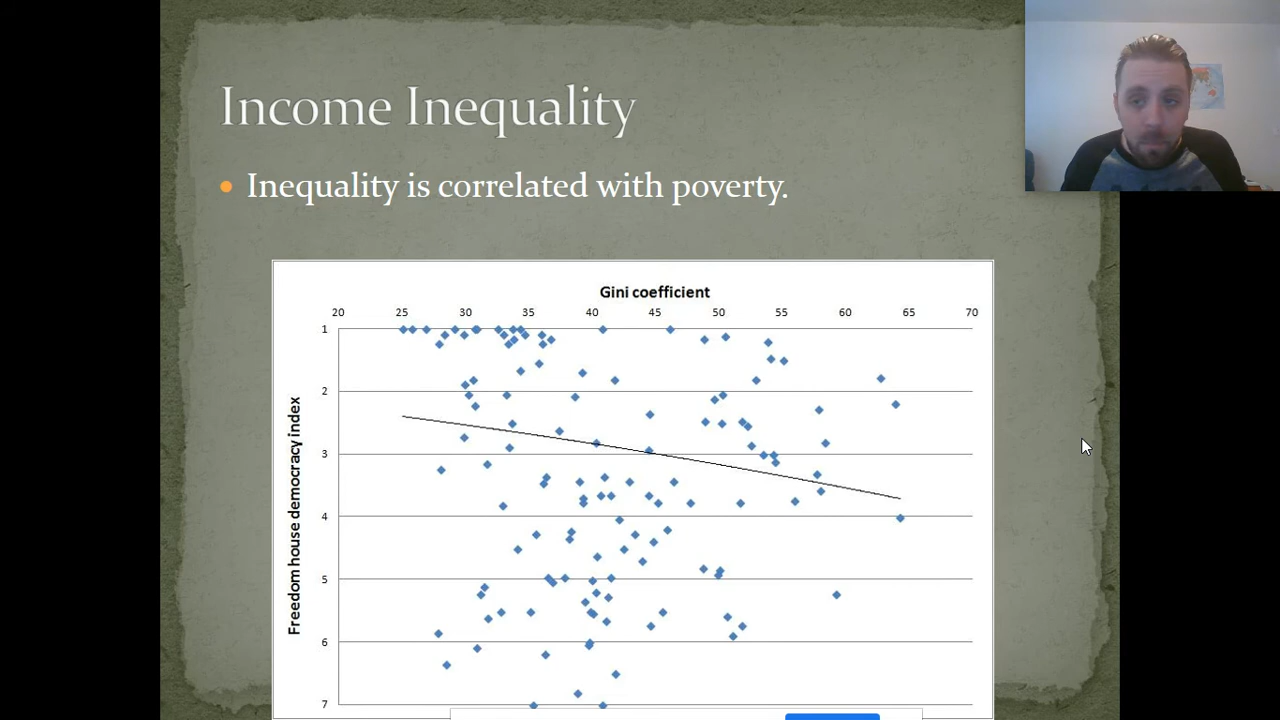 Income Inequality
Inequality is correlated with poverty.
Gini coefficient
20 25 30 35 40 45 50 55 60 65 70
Freedom house democracy index
1
2
3
4
5
6
7